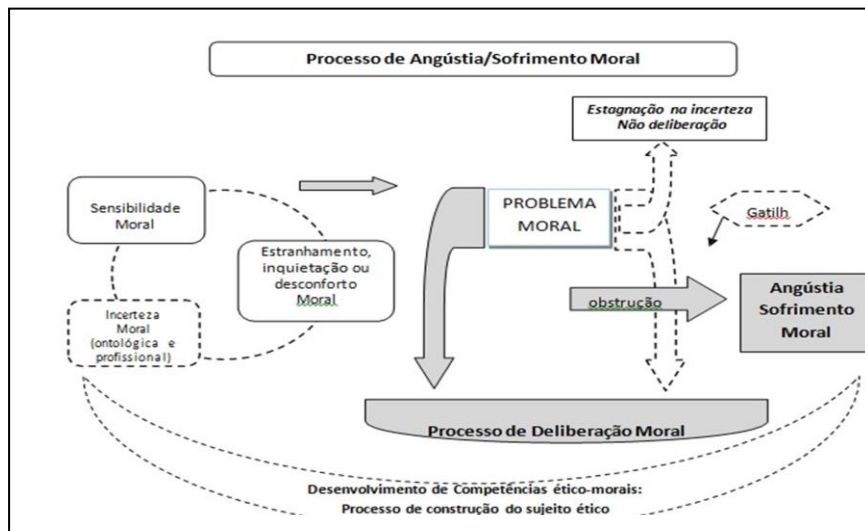 Processo de Angústia/Sofrimento Moral
Estagnação na incerteza
Não deliberação
Sensibilidade
Moral
PROBLEMA
MORAL
Gatilh
Estranhamento,
inquietação ou
desconforto
Moral
Incerteza
Moral
(ontológica e
profissional)
obstrução
Angústia
Sofrimento
Moral
Processo de Deliberação Moral
Desenvolvimento de Competências ético-morais:
Processo de construção do sujeito ético